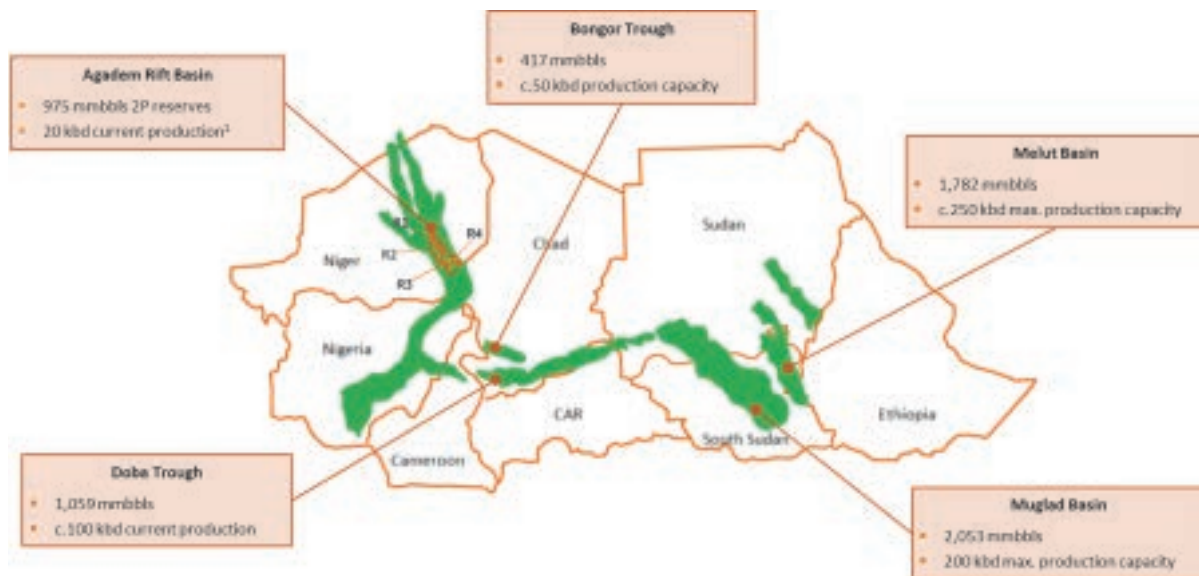 Bongor Trough
417 mmbbls
c.50 kbd production capacity
Agadem Rift Basin
975 mmbbls 2P reserves
20 kbd current production¹
Melut Basin
1,782 mmbbls
c.250 kbd max. production capacity
Sudan
Chad
R4
Niger
R2
R3
Nigeria
CAR
Ethiopia
South Sudan
Cameroon
Doba Trough
1,059 mmbbls
c.100 kbd current production
Muglad Basin
2,053 mmbbls
200 kbd max. production capacity